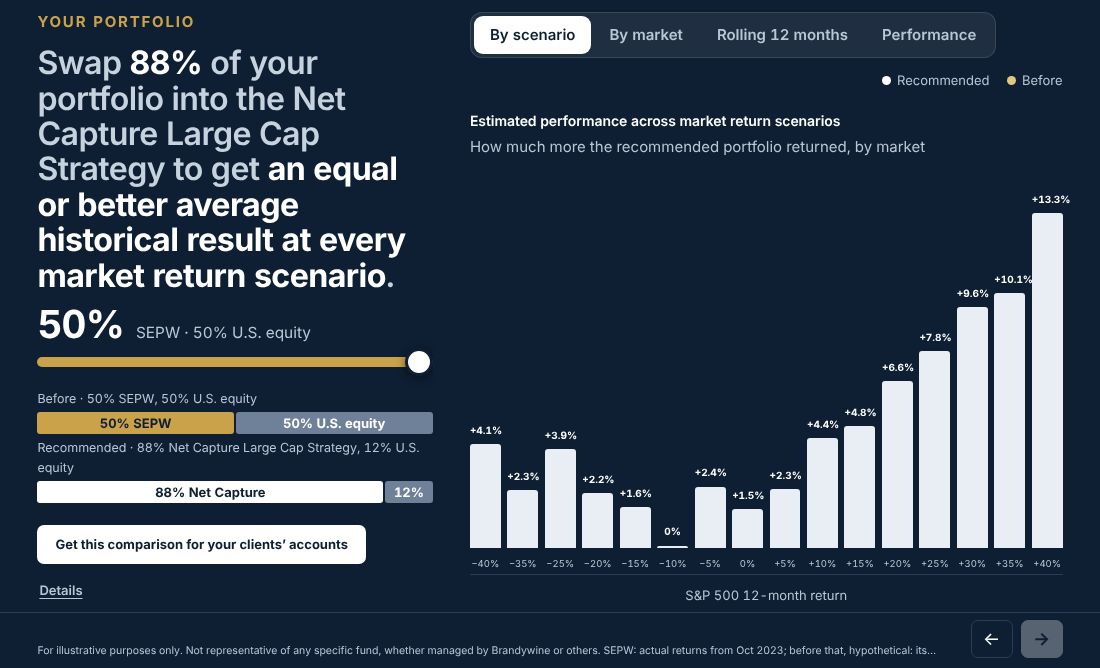 YOUR PORTFOLIO
Swap 88% of your
portfolio into the Net
Capture Large Cap
Strategy to get an equal
or better average
historical result at every
market return scenario.
50% SEPW · 50% U.S. equity
Before · 50% SEPW, 50% U.S. equity
50% SEPW 50% U.S. equity
Recommended · 88% Net Capture Large Cap Strategy, 12% U.S.
equity
88% Net Capture 12%
Get this comparison for your clients’ accounts
Details
By scenario By market Rolling 12 months Performance
Recommended Before
Estimated performance across market return scenarios
How much more the recommended portfolio returned, by market
+4.1% +2.3% +3.9% +2.2% +1.6% 0% +2.4% +1.5% +2.3% +4.4% +4.8% +6.6% +7.8% +9.6% +10.1% +13.3%
−40% −35% −25% −20% −15% −10% −5% 0% +5% +10% +15% +20% +25% +30% +35% +40%
S&P 500 12-month return
For illustrative purposes only. Not representative of any specific fund, whether managed by Brandywine or others. SEPW: actual returns from Oct 2023; before that, hypothetical: its…